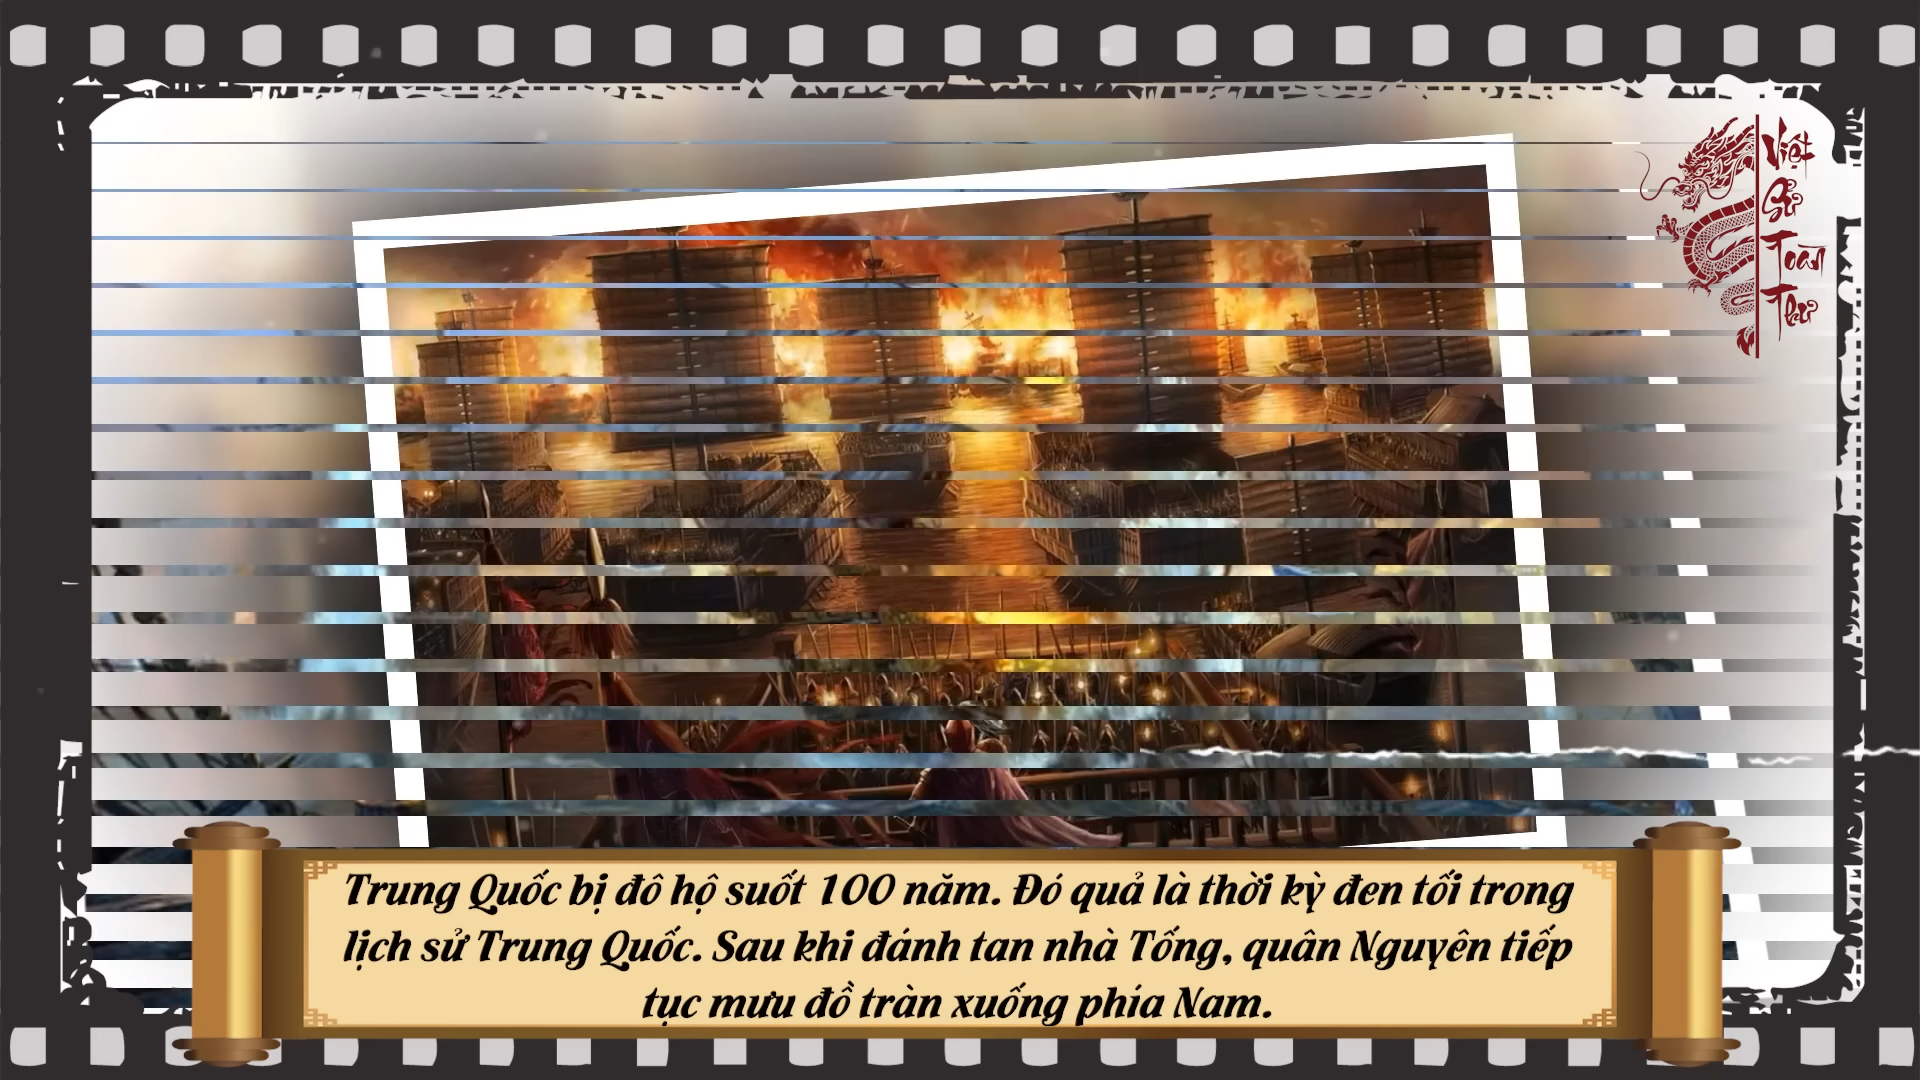 Việt
Sử
Toàn
Thư
Trung Quốc bị đô hộ suốt 100 năm. Đó quả là thời kỳ đen tối trong
lịch sử Trung Quốc. Sau khi đánh tan nhà Tống, quân Nguyên tiếp
tục mưu đồ tràn xuống phía Nam.